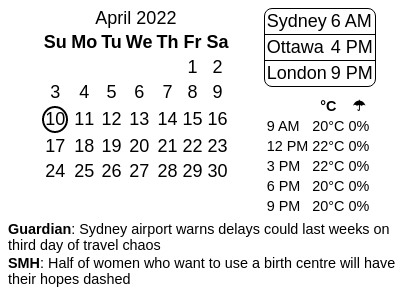 April 2022
Su Mo Tu We Th Fr Sa
1 2
3 4 5 6 7 8 9
10 11 12 13 14 15 16
17 18 19 20 21 22 23
24 25 26 27 28 29 30
Sydney 6 AM
Ottawa 4 PM
London 9 PM
°C ☂
9 AM 20°C 0%
12 PM 22°C 0%
3 PM 22°C 0%
6 PM 20°C 0%
9 PM 20°C 0%
Guardian: Sydney airport warns delays could last weeks on
third day of travel chaos
SMH: Half of women who want to use a birth centre will have
their hopes dashed